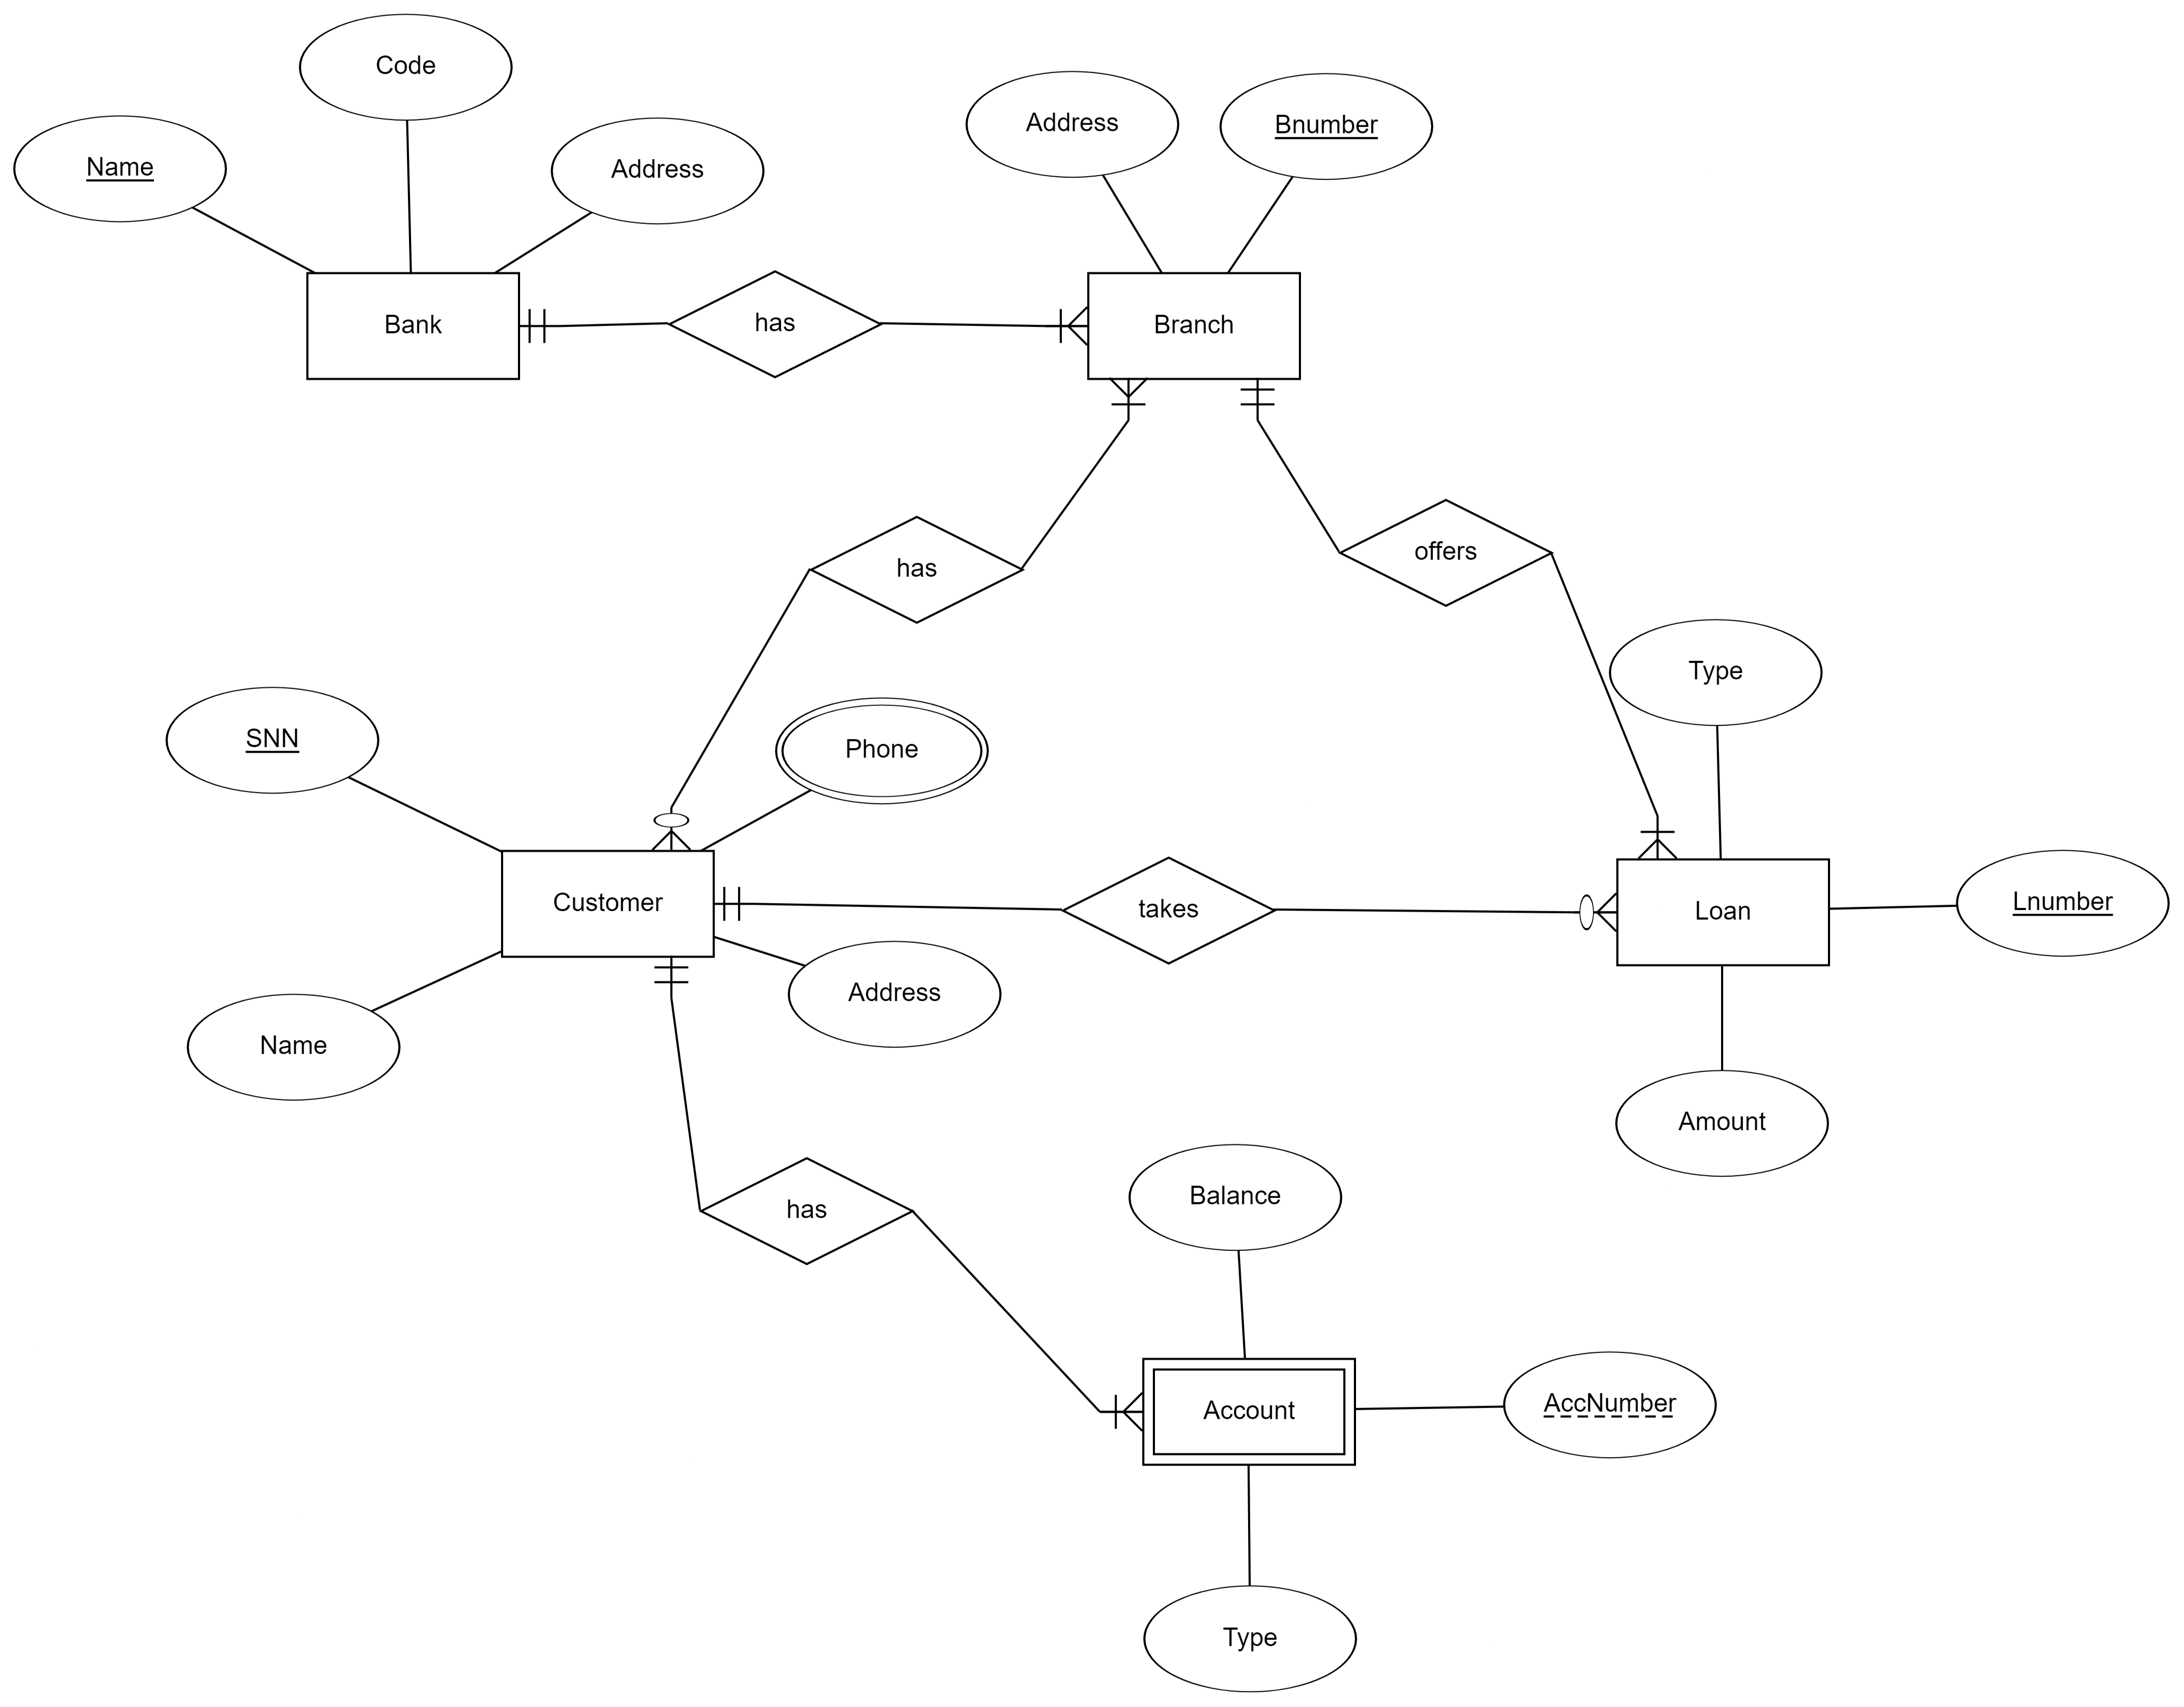 Code
Name
Address
Address
Bnumber
Bank
has
Branch
has
offers
Type
SNN
Phone
Customer
takes
Loan
Lnumber
Address
Name
Amount
Balance
has
Account
AccNumber
Type